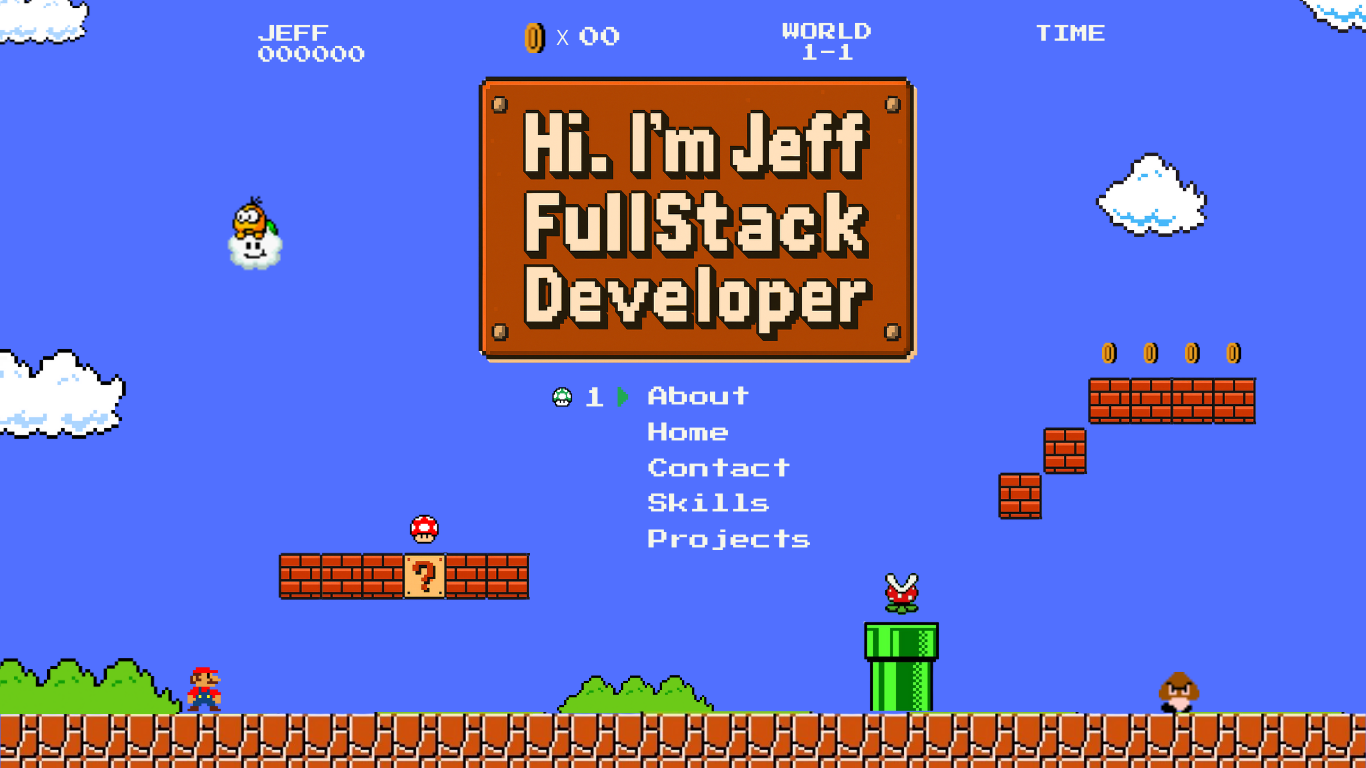 JEFF
000000
x 00
WORLD
1-1
TIME
Hi. I'm Jeff
FullStack
Developer
1 About
Home
Contact
Skills
Projects
?